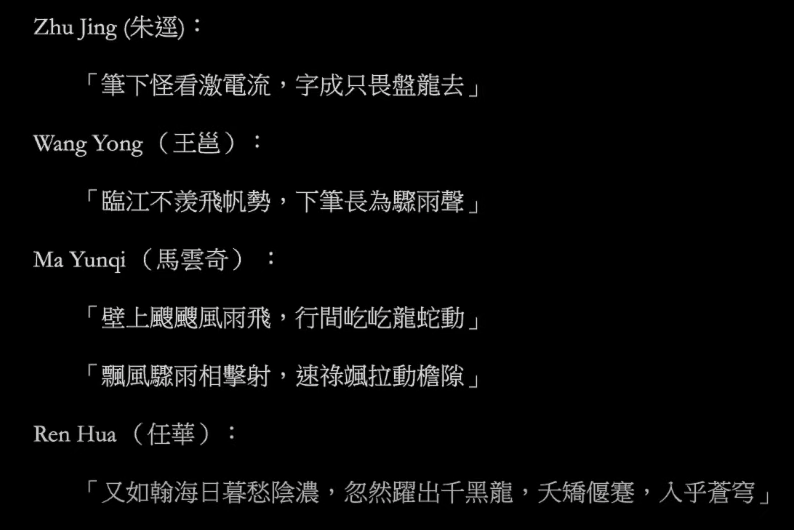 Zhu Jing (朱逕)：
「筆下怪看激電流，字成只畏盤龍去」
Wang Yong （王邕）：
「臨江不羨飛帆勢，下筆長為驟雨聲」
Ma Yunqi （馬雲奇） ：
「壁上颼颼風雨飛，行間屹屹龍蛇動」
「飄風驟雨相擊射，速祿颯拉動檐隙」
Ren Hua （任華）：
「又如翰海日暮愁陰濃，忽然躍出千黑龍，夭矯偃蹇，入乎蒼穹」